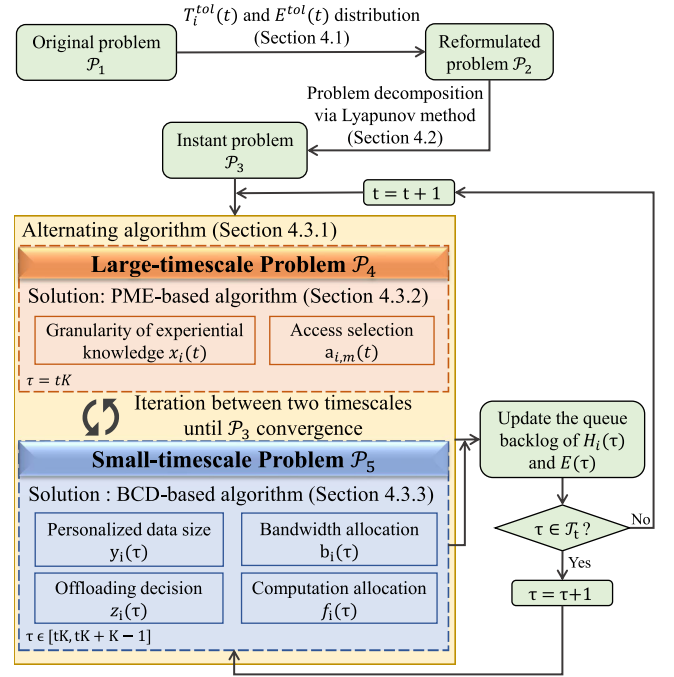 T_i^{tol}(t) and E^{tol}(t) distribution
(Section 4.1)
Original problem
𝒫₁
Reformulated
problem 𝒫₂
Problem decomposition
via Lyapunov method
(Section 4.2)
Instant problem
𝒫₃
t = t + 1
Alternating algorithm (Section 4.3.1)
Large-timescale Problem 𝒫₄
Solution: PME-based algorithm (Section 4.3.2)
Granularity of experiential
knowledge x_i(t)
Access selection
a_{i,m}(t)
τ = tK
Iteration between two timescales
until 𝒫₃ convergence
Small-timescale Problem 𝒫₅
Solution : BCD-based algorithm (Section 4.3.3)
Personalized data size
y_i(τ)
Bandwidth allocation
b_i(τ)
Offloading decision
z_i(τ)
Computation allocation
f_i(τ)
τ ϵ [tK, tK + K − 1]
Update the queue
backlog of H_i(τ)
and E(τ)
τ ∈ 𝒯_t ?
No
Yes
τ = τ+1